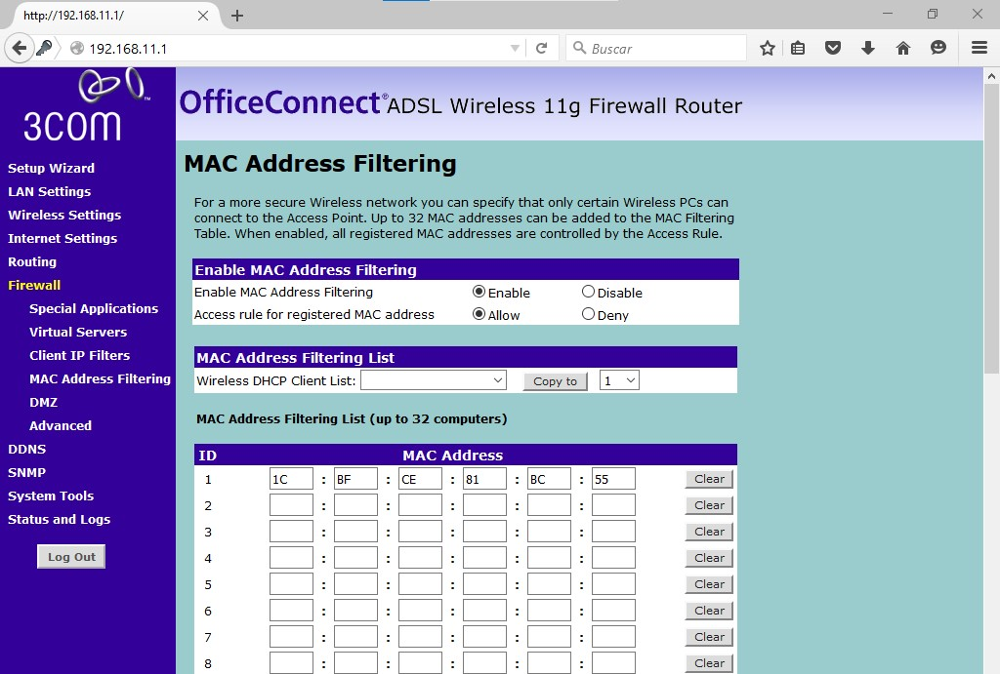 http://192.168.11.1/
192.168.11.1
Buscar
3COM™
OfficeConnect® ADSL Wireless 11g Firewall Router
Setup Wizard
LAN Settings
Wireless Settings
Internet Settings
Routing
Firewall
Special Applications
Virtual Servers
Client IP Filters
MAC Address Filtering
DMZ
Advanced
DDNS
SNMP
System Tools
Status and Logs
Log Out
MAC Address Filtering
For a more secure Wireless network you can specify that only certain Wireless PCs can
connect to the Access Point. Up to 32 MAC addresses can be added to the MAC Filtering
Table. When enabled, all registered MAC addresses are controlled by the Access Rule.
Enable MAC Address Filtering
Enable MAC Address Filtering Enable Disable
Access rule for registered MAC address Allow Deny
MAC Address Filtering List
Wireless DHCP Client List: Copy to 1
MAC Address Filtering List (up to 32 computers)
ID MAC Address
1 1C : BF : CE : 81 : BC : 55 Clear
2 : : : : : Clear
3 : : : : : Clear
4 : : : : : Clear
5 : : : : : Clear
6 : : : : : Clear
7 : : : : : Clear
8 : : : : : Clear